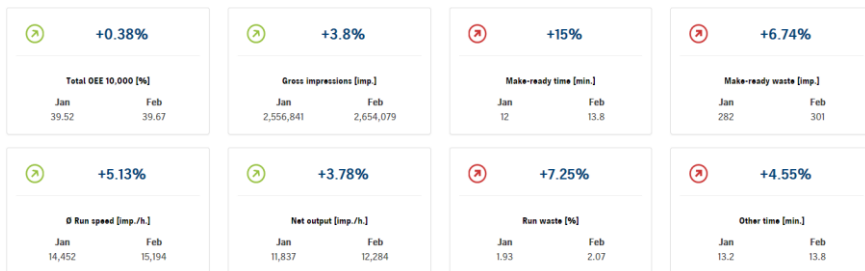 +0.38%
Total OEE 10,000 [%]
Jan Feb
39.52 39.67
+3.8%
Gross impressions [imp.]
Jan Feb
2,556,841 2,654,079
+15%
Make-ready time [min.]
Jan Feb
12 13.8
+6.74%
Make-ready waste [imp.]
Jan Feb
282 301
+5.13%
Ø Run speed [imp./h.]
Jan Feb
14,452 15,194
+3.78%
Net output [imp./h.]
Jan Feb
11,837 12,284
+7.25%
Run waste [%]
Jan Feb
1.93 2.07
+4.55%
Other time [min.]
Jan Feb
13.2 13.8